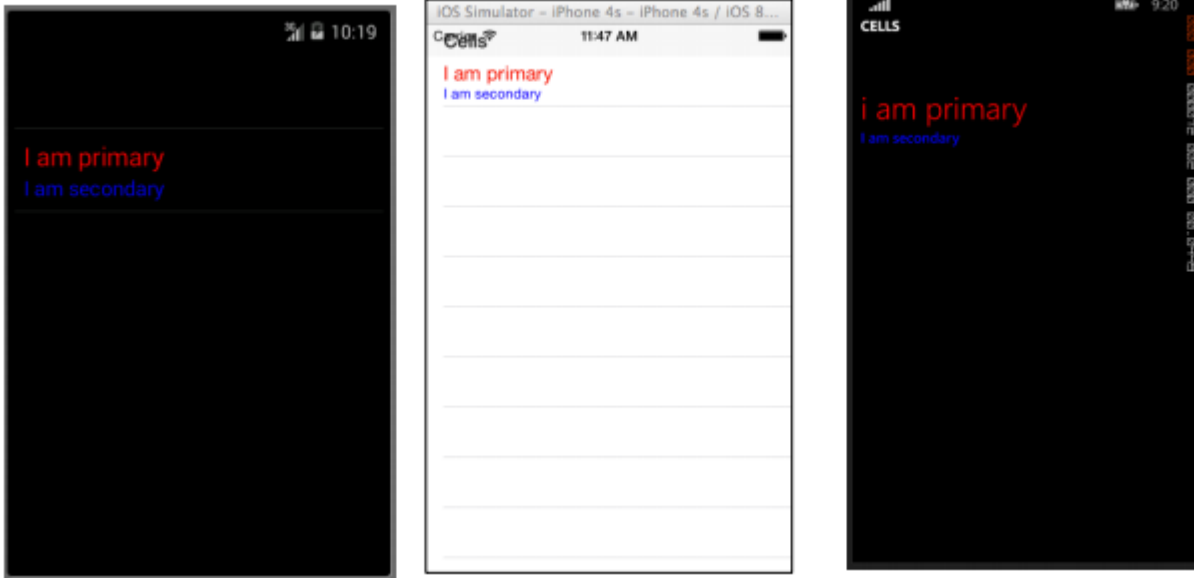 10:19
I am primary
I am secondary
iOS Simulator – iPhone 4s – iPhone 4s / iOS 8...
Cells
11:47 AM
I am primary
I am secondary
9:20
CELLS
i am primary
I am secondary